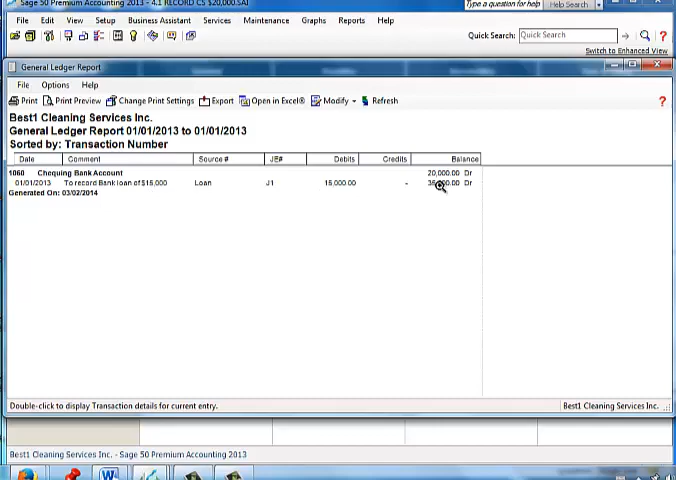 Sage 50 Premium Accounting 2013 - 4.1 RECORD CS $20,000.SAI
Type a question for help Help Search
File Edit View Setup Business Assistant Services Maintenance Graphs Reports Help
Quick Search: Quick Search
Switch to Enhanced View
General Ledger Report
File Options Help
Print Print Preview Change Print Settings Export Open in Excel® Modify Refresh
Best1 Cleaning Services Inc.
General Ledger Report 01/01/2013 to 01/01/2013
Sorted by: Transaction Number
Date Comment Source # JE# Debits Credits Balance
1060 Chequing Bank Account 20,000.00 Dr
01/01/2013 To record Bank loan of $15,000 Loan J1 15,000.00 - Dr
Generated On: 03/02/2014
Double-click to display Transaction details for current entry. Best1 Cleaning Services Inc.
Best1 Cleaning Services Inc. - Sage 50 Premium Accounting 2013